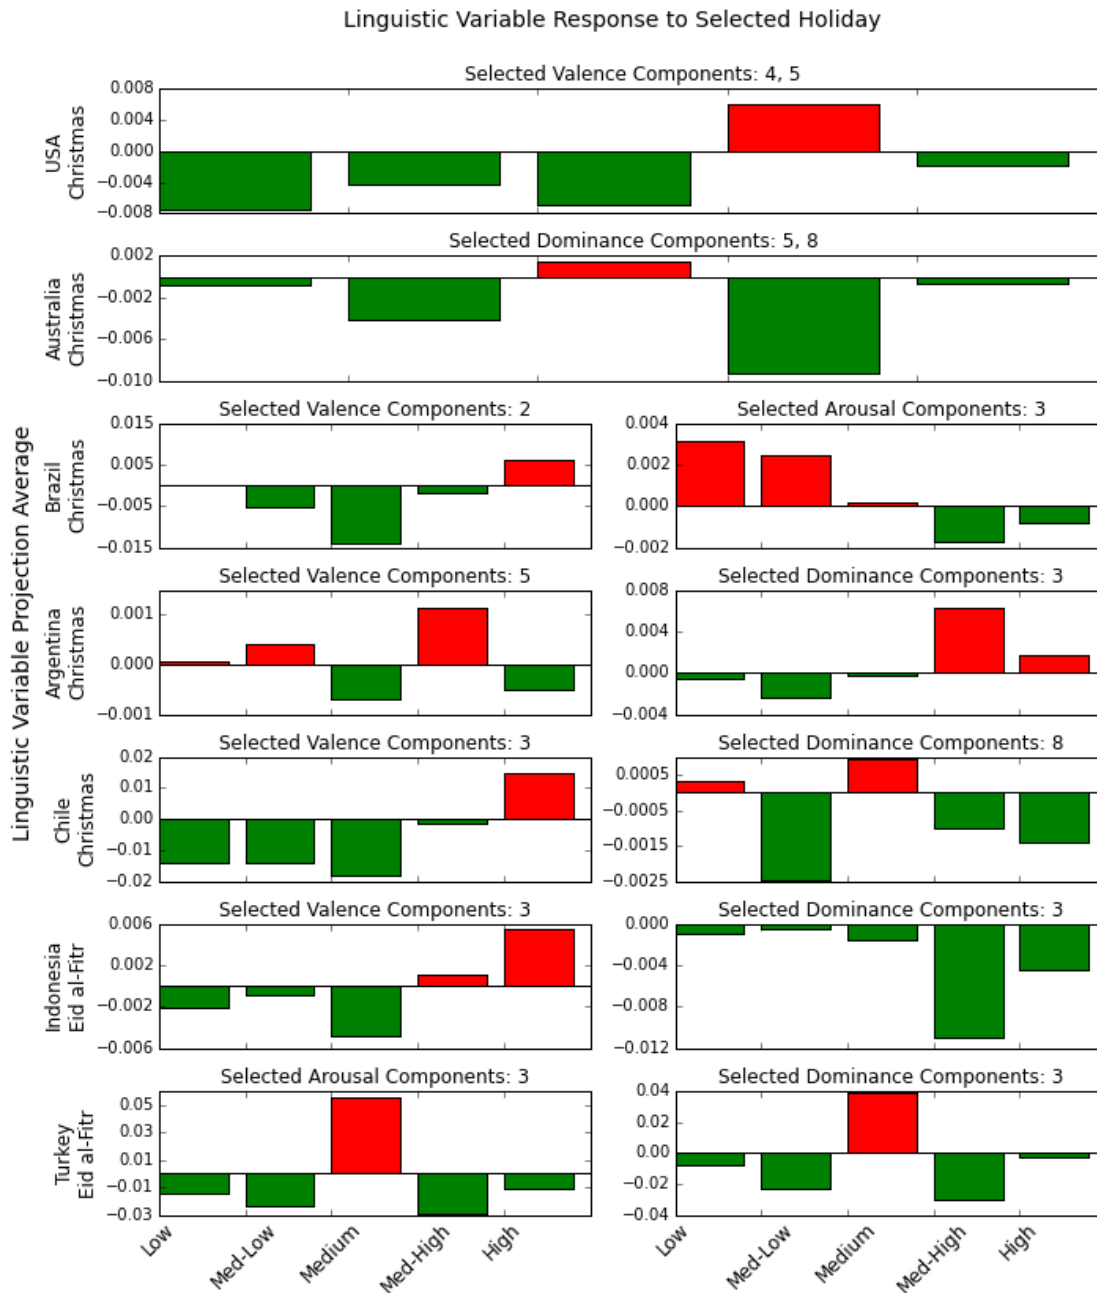 Linguistic Variable Response to Selected Holiday
Linguistic Variable Projection Average
Selected Valence Components: 4, 5
USA
Christmas
0.008
0.004
0.000
−0.004
−0.008
Selected Dominance Components: 5, 8
Australia
Christmas
0.002
−0.002
−0.006
−0.010
Selected Valence Components: 2
Brazil
Christmas
0.015
0.005
−0.005
−0.015
Selected Arousal Components: 3
0.004
0.002
0.000
−0.002
Selected Valence Components: 5
Argentina
Christmas
0.001
0.000
−0.001
Selected Dominance Components: 3
0.008
0.004
0.000
−0.004
Selected Valence Components: 3
Chile
Christmas
0.02
0.01
0.00
−0.01
−0.02
Selected Dominance Components: 8
0.0005
−0.0005
−0.0015
−0.0025
Selected Valence Components: 3
Indonesia
Eid al-Fitr
0.006
0.002
−0.002
−0.006
Selected Dominance Components: 3
0.000
−0.004
−0.008
−0.012
Selected Arousal Components: 3
Turkey
Eid al-Fitr
0.05
0.03
0.01
−0.01
−0.03
Low
Med-Low
Medium
Med-High
High
Selected Dominance Components: 3
0.04
0.02
0.00
−0.02
−0.04
Low
Med-Low
Medium
Med-High
High